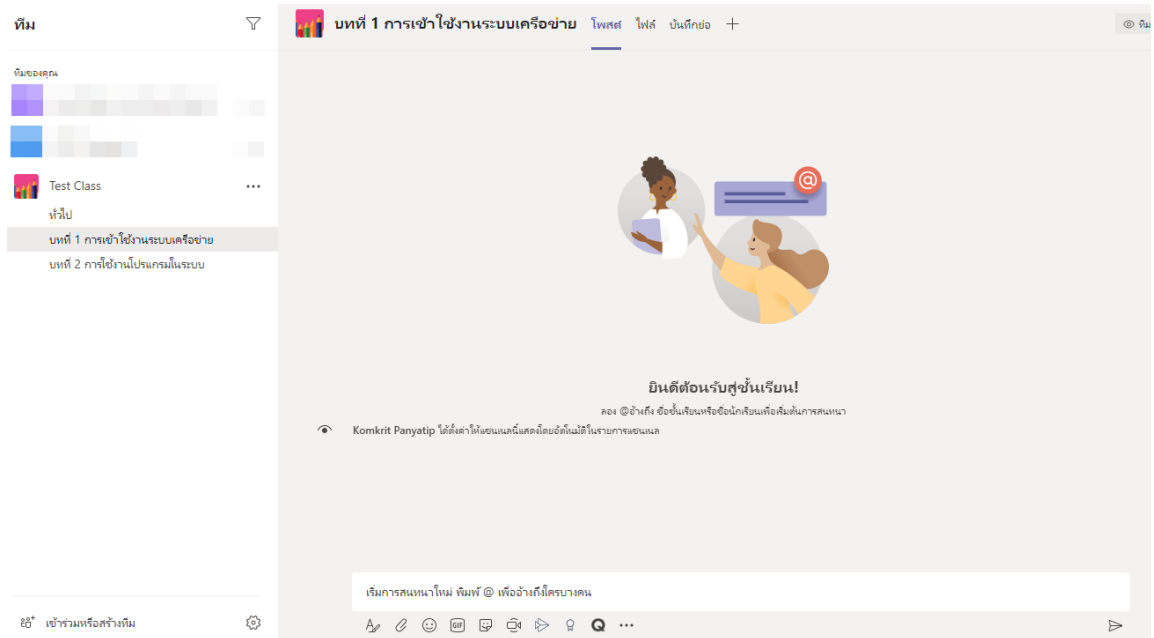 ทีม
บทที่ 1 การเข้าใช้งานระบบเครือข่าย โพสต์ ไฟล์ บันทึกย่อ
ทีม
ทีมของคุณ
Test Class
ทั่วไป
บทที่ 1 การเข้าใช้งานระบบเครือข่าย
บทที่ 2 การใช้งานโปรแกรมในระบบ
@
ยินดีต้อนรับสู่ชั้นเรียน!
ลอง @อ้างถึง ชื่อชั้นเรียนหรือชื่อนักเรียนเพื่อเริ่มต้นการสนทนา
Komkrit Panyatip ได้ตั้งค่าให้แชนเนลนี้แสดงโดยอัตโนมัติในรายการแชนเนล
เริ่มการสนทนาใหม่ พิมพ์ @ เพื่ออ้างถึงใครบางคน
GIF
เข้าร่วมหรือสร้างทีม